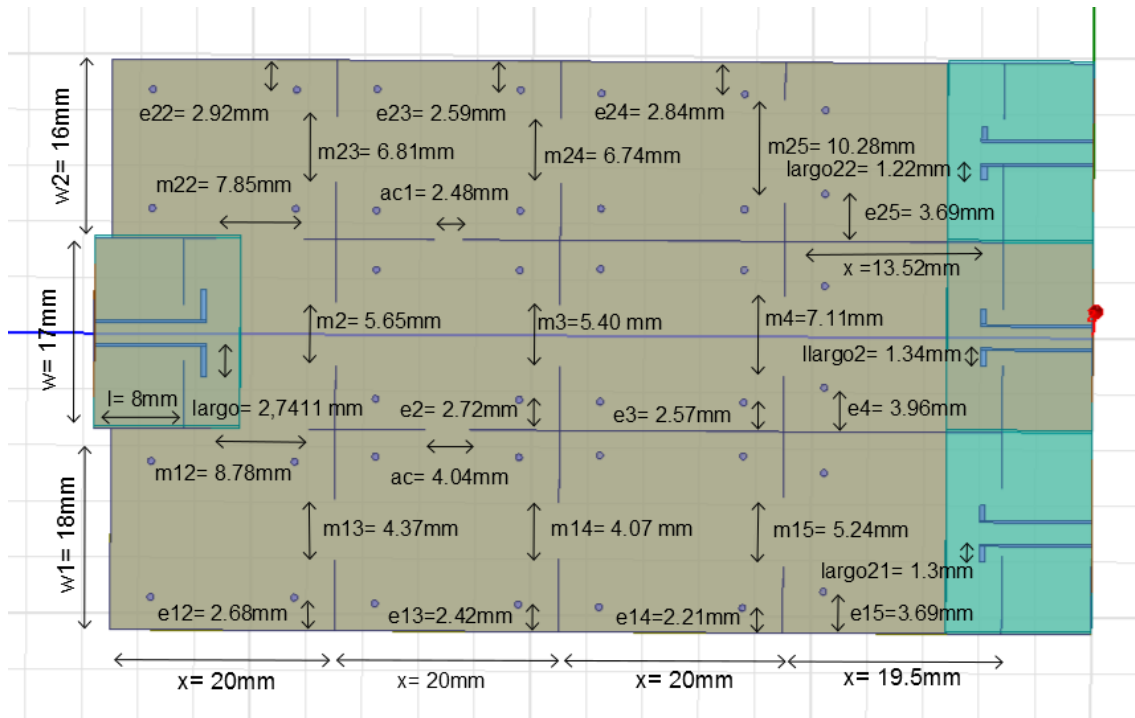 w2= 16mm
e22= 2.92mm
e23= 2.59mm
e24= 2.84mm
m23= 6.81mm
m24= 6.74mm
m25= 10.28mm
largo22= 1.22mm
m22= 7.85mm
ac1= 2.48mm
e25= 3.69mm
x =13.52mm
w= 17mm
m2= 5.65mm
m3= 5.40 mm
m4= 7.11mm
llargo2= 1.34mm
l= 8mm
largo= 2,7411 mm
e2= 2.72mm
e3= 2.57mm
e4= 3.96mm
m12= 8.78mm
ac= 4.04mm
w1= 18mm
m13= 4.37mm
m14= 4.07 mm
m15= 5.24mm
largo21= 1.3mm
e12= 2.68mm
e13= 2.42mm
e14= 2.21mm
e15=3.69mm
x= 20mm
x= 20mm
x= 20mm
x= 19.5mm